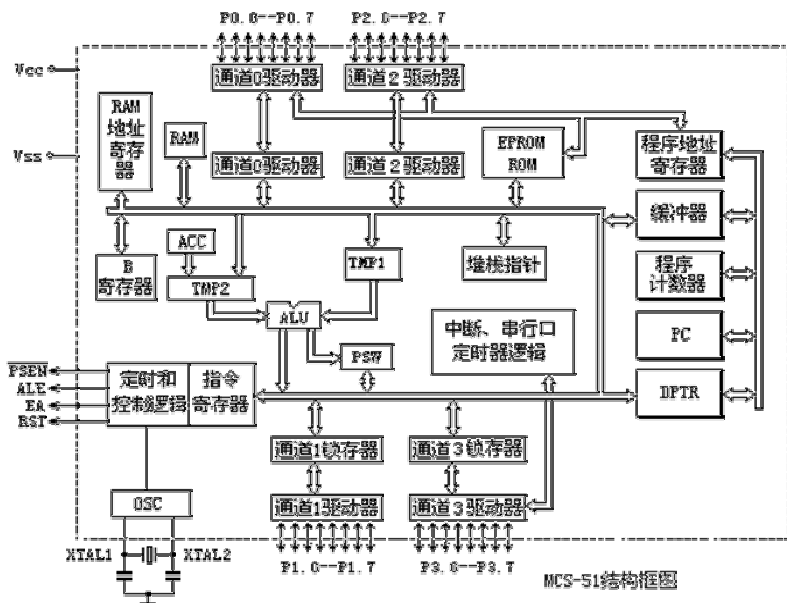 P0.0--P0.7
P2.0--P2.7
Vcc
通道0驱动器
通道2驱动器
RAM
地址
寄存
器
RAM
EPROM
ROM
程序地址
寄存器
Vss
通道0驱动器
通道2驱动器
缓冲器
ACC
B
寄存器
TMP2
TMP1
堆栈指针
程序
计数器
ALU
中断、串行口
定时器逻辑
PC
PSW
PSEN
ALE
EA
RST
定时和
控制逻辑
指令
寄存器
DPTR
通道1锁存器
通道3锁存器
OSC
通道1驱动器
通道3驱动器
XTAL1
XTAL2
P1.0--P1.7
P3.0--P3.7
MCS-51结构框图